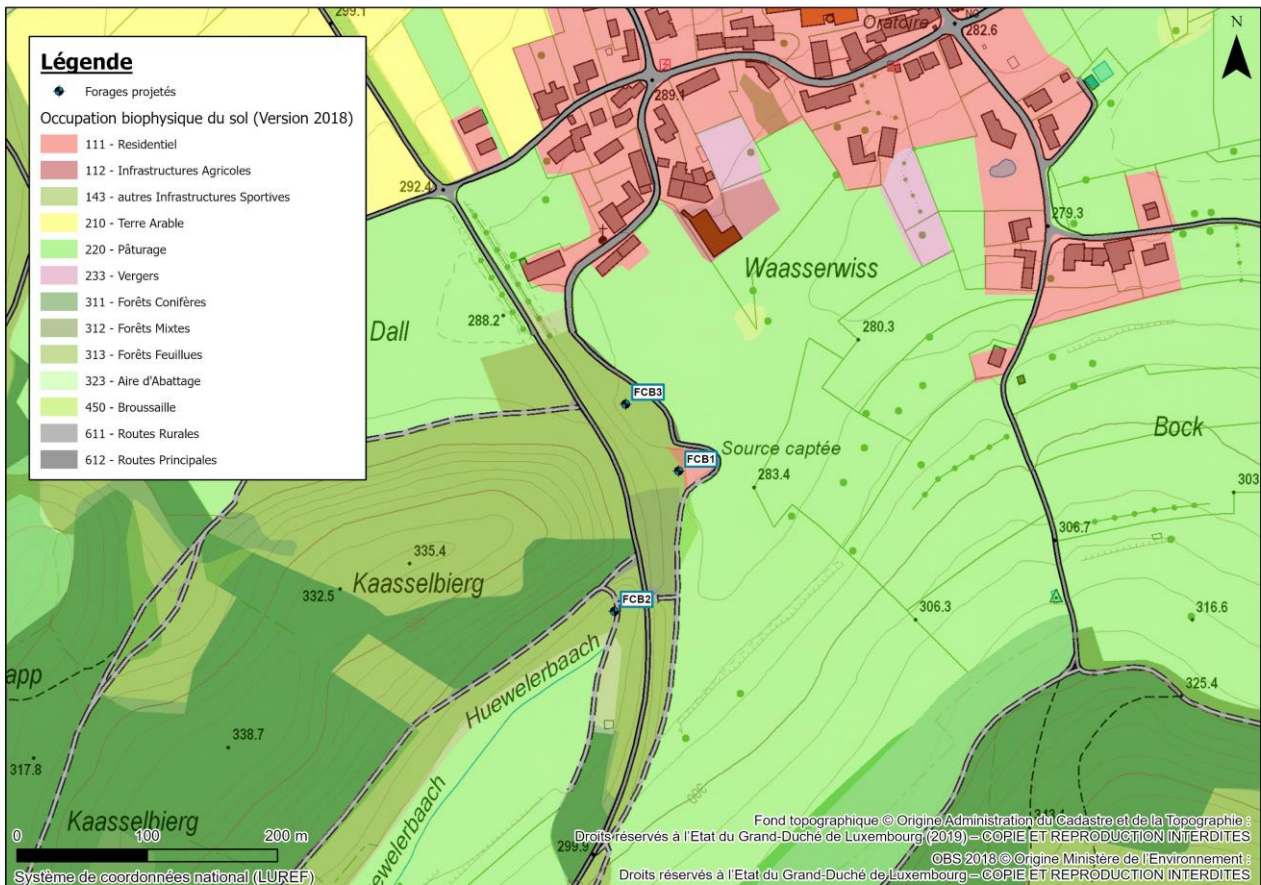 299.1
Oratoire
NG
282.6
N
Légende
Forages projetés
Occupation biophysique du sol (Version 2018)
111 - Residentiel
112 - Infrastructures Agricoles
143 - autres Infrastructures Sportives
210 - Terre Arable
220 - Pâturage
233 - Vergers
311 - Forêts Conifères
312 - Forêts Mixtes
313 - Forêts Feuillues
323 - Aire d'Abattage
450 - Broussaille
611 - Routes Rurales
612 - Routes Principales
289.1
292.4
279.3
Waasserwiss
288.2
Dall
280.3
FCB3
Source captée
FCB1
283.4
Bock
303
306.7
335.4
332.5
Kaasselbierg
FCB2
306.3
316.6
Huewelerbaach
app
325.4
338.7
317.8
300
343.1
Kaasselbierg
ewelerbaach
299.9
0 100 200 m
Système de coordonnées national (LUREF)
Fond topographique © Origine Administration du Cadastre et de la Topographie :
Droits réservés à l'Etat du Grand-Duché de Luxembourg (2019) – COPIE ET REPRODUCTION INTERDITES
OBS 2018 © Origine Ministère de l'Environnement :
Droits réservés à l'Etat du Grand-Duché de Luxembourg – COPIE ET REPRODUCTION INTERDITES